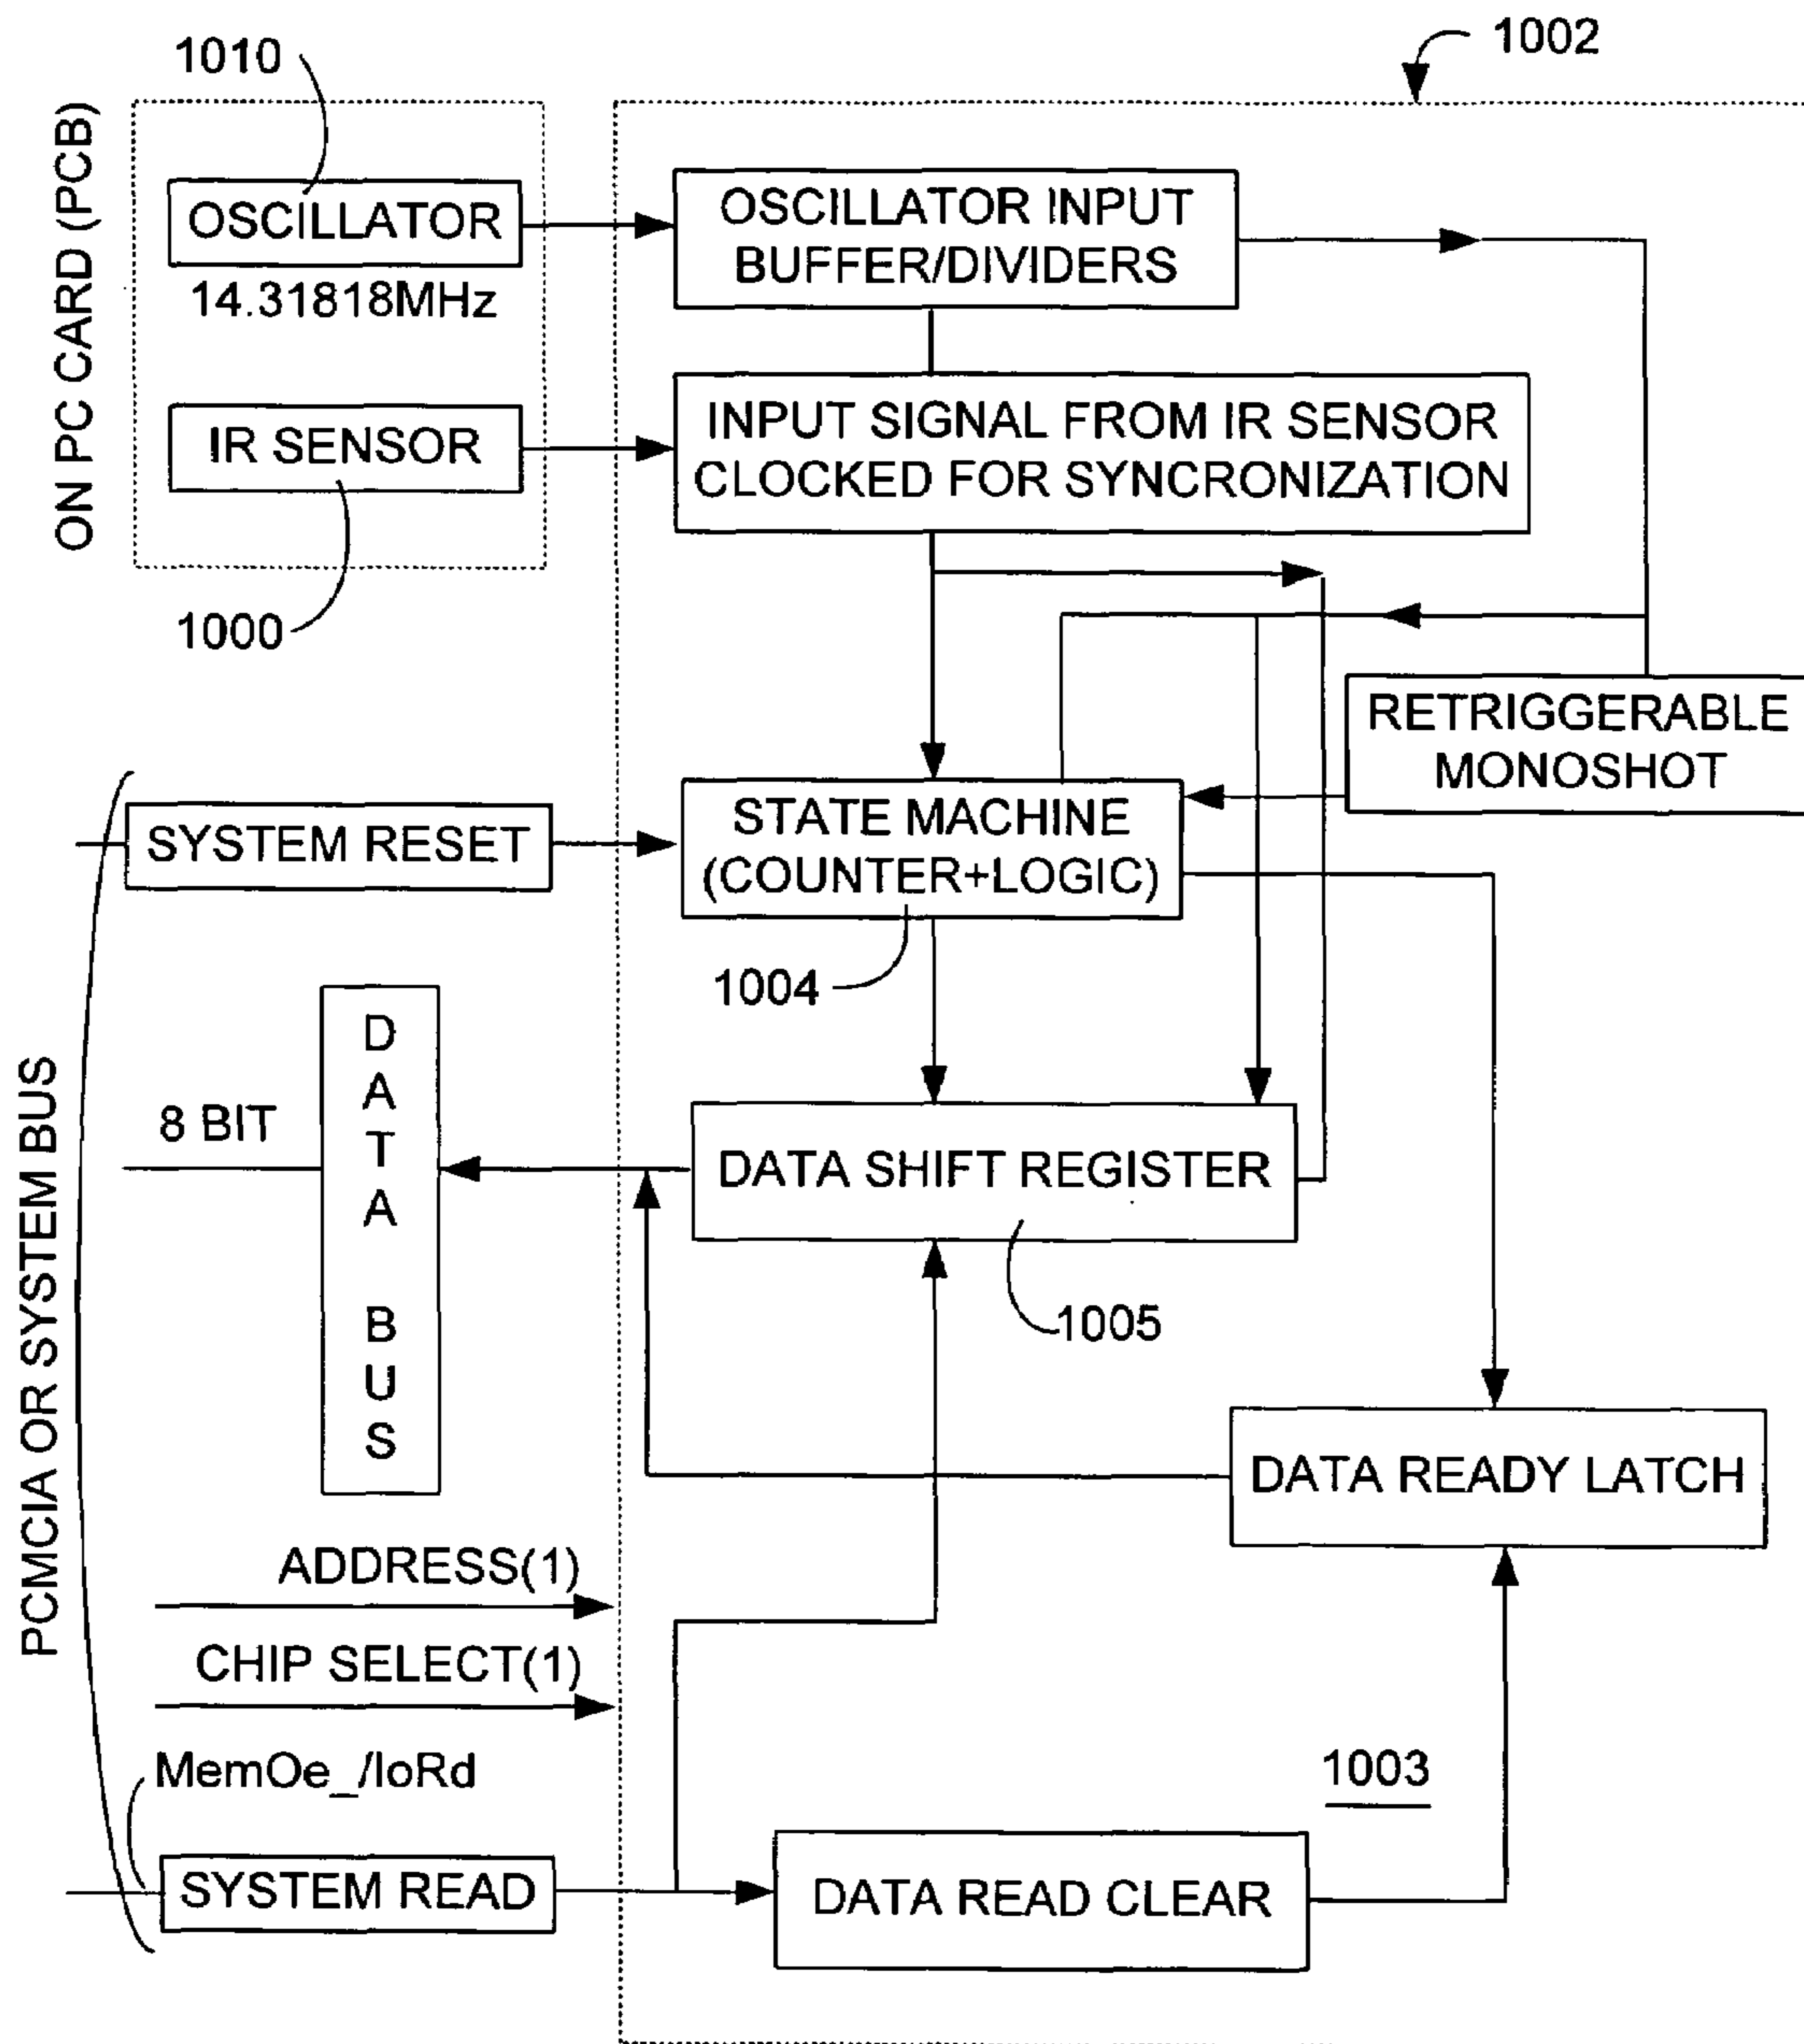 1002
1010
ON PC CARD (PCB)
OSCILLATOR
14.31818MHz
OSCILLATOR INPUT
BUFFER/DIVIDERS
IR SENSOR
INPUT SIGNAL FROM IR SENSOR
CLOCKED FOR SYNCRONIZATION
1000
RETRIGGERABLE
MONOSHOT
SYSTEM RESET
STATE MACHINE
(COUNTER+LOGIC)
1004
PCMCIA OR SYSTEM BUS
8 BIT
DATA BUS
DATA SHIFT REGISTER
1005
DATA READY LATCH
ADDRESS(1)
CHIP SELECT(1)
MemOe_/IoRd
1003
SYSTEM READ
DATA READ CLEAR